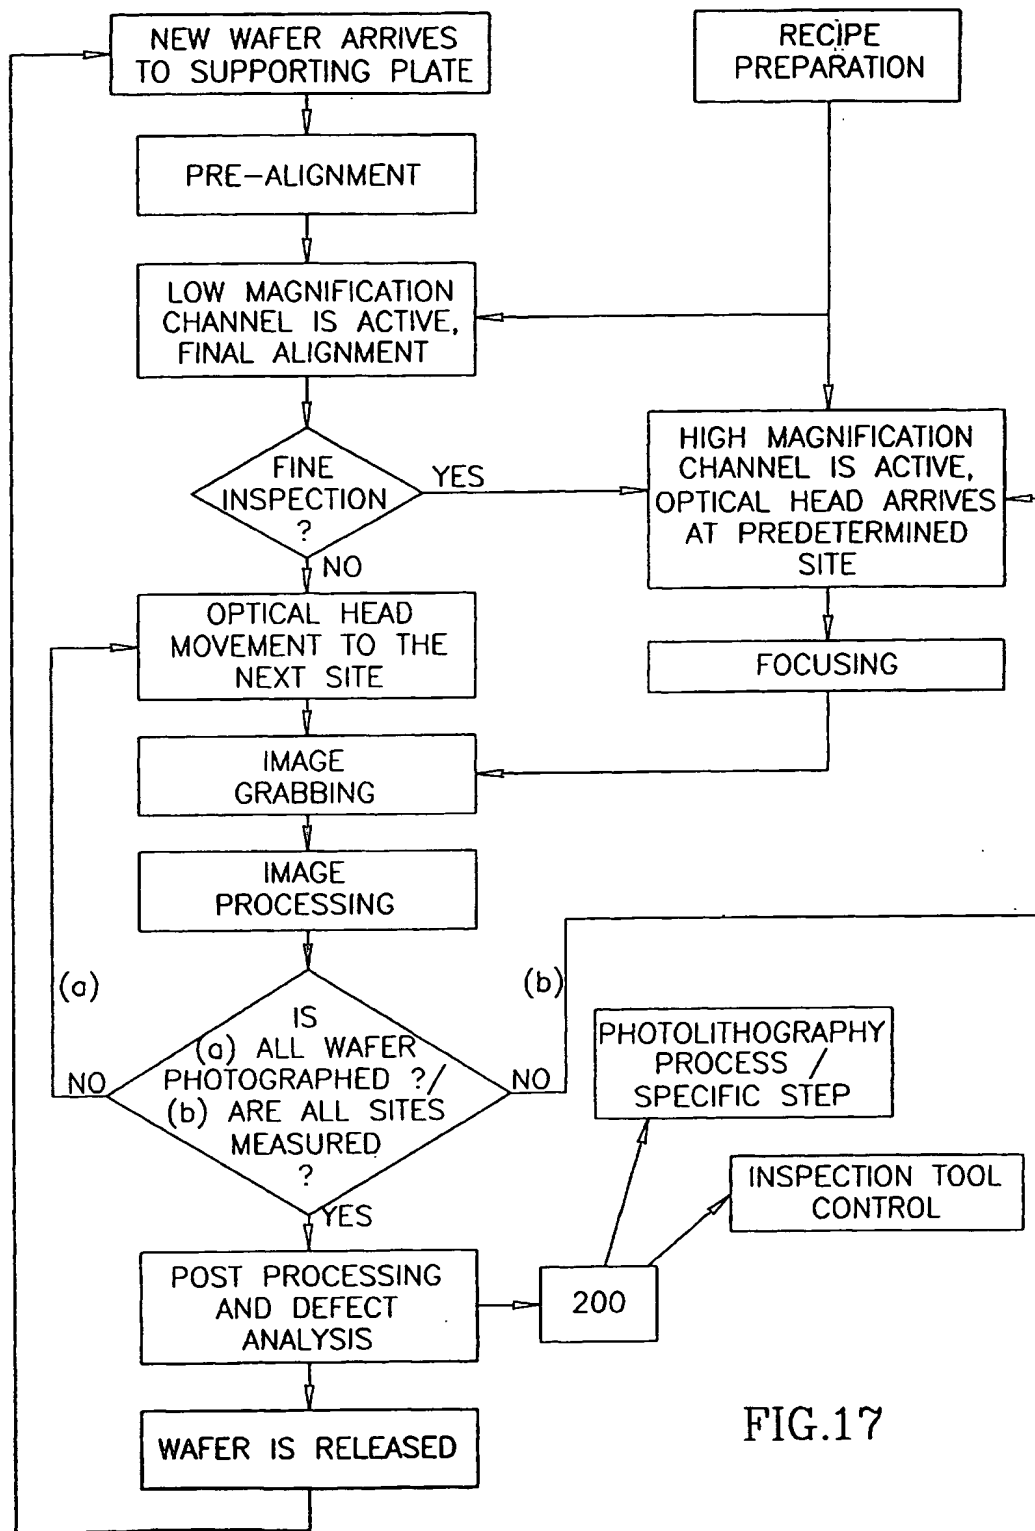 NEW WAFER ARRIVES
TO SUPPORTING PLATE
RECIPE
PREPARATION
PRE-ALIGNMENT
LOW MAGNIFICATION
CHANNEL IS ACTIVE,
FINAL ALIGNMENT
FINE
INSPECTION
?
YES
NO
HIGH MAGNIFICATION
CHANNEL IS ACTIVE,
OPTICAL HEAD ARRIVES
AT PREDETERMINED
SITE
OPTICAL HEAD
MOVEMENT TO THE
NEXT SITE
FOCUSING
IMAGE
GRABBING
IMAGE
PROCESSING
(a)
(b)
IS
(a) ALL WAFER
PHOTOGRAPHED ?/
(b) ARE ALL SITES
MEASURED
?
NO
NO
YES
PHOTOLITHOGRAPHY
PROCESS /
SPECIFIC STEP
INSPECTION TOOL
CONTROL
POST PROCESSING
AND DEFECT
ANALYSIS
200
WAFER IS RELEASED
FIG.17